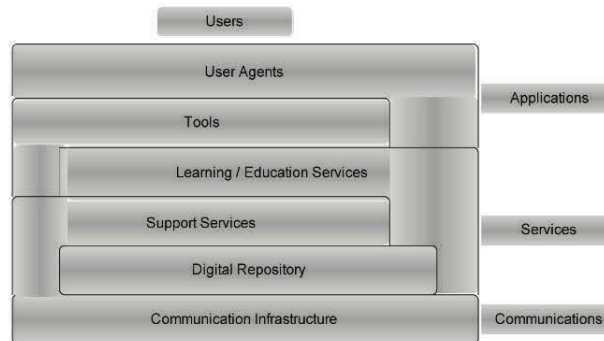 Users
User Agents
Applications
Tools
Learning / Education Services
Support Services
Services
Digital Repository
Communication Infrastructure
Communications